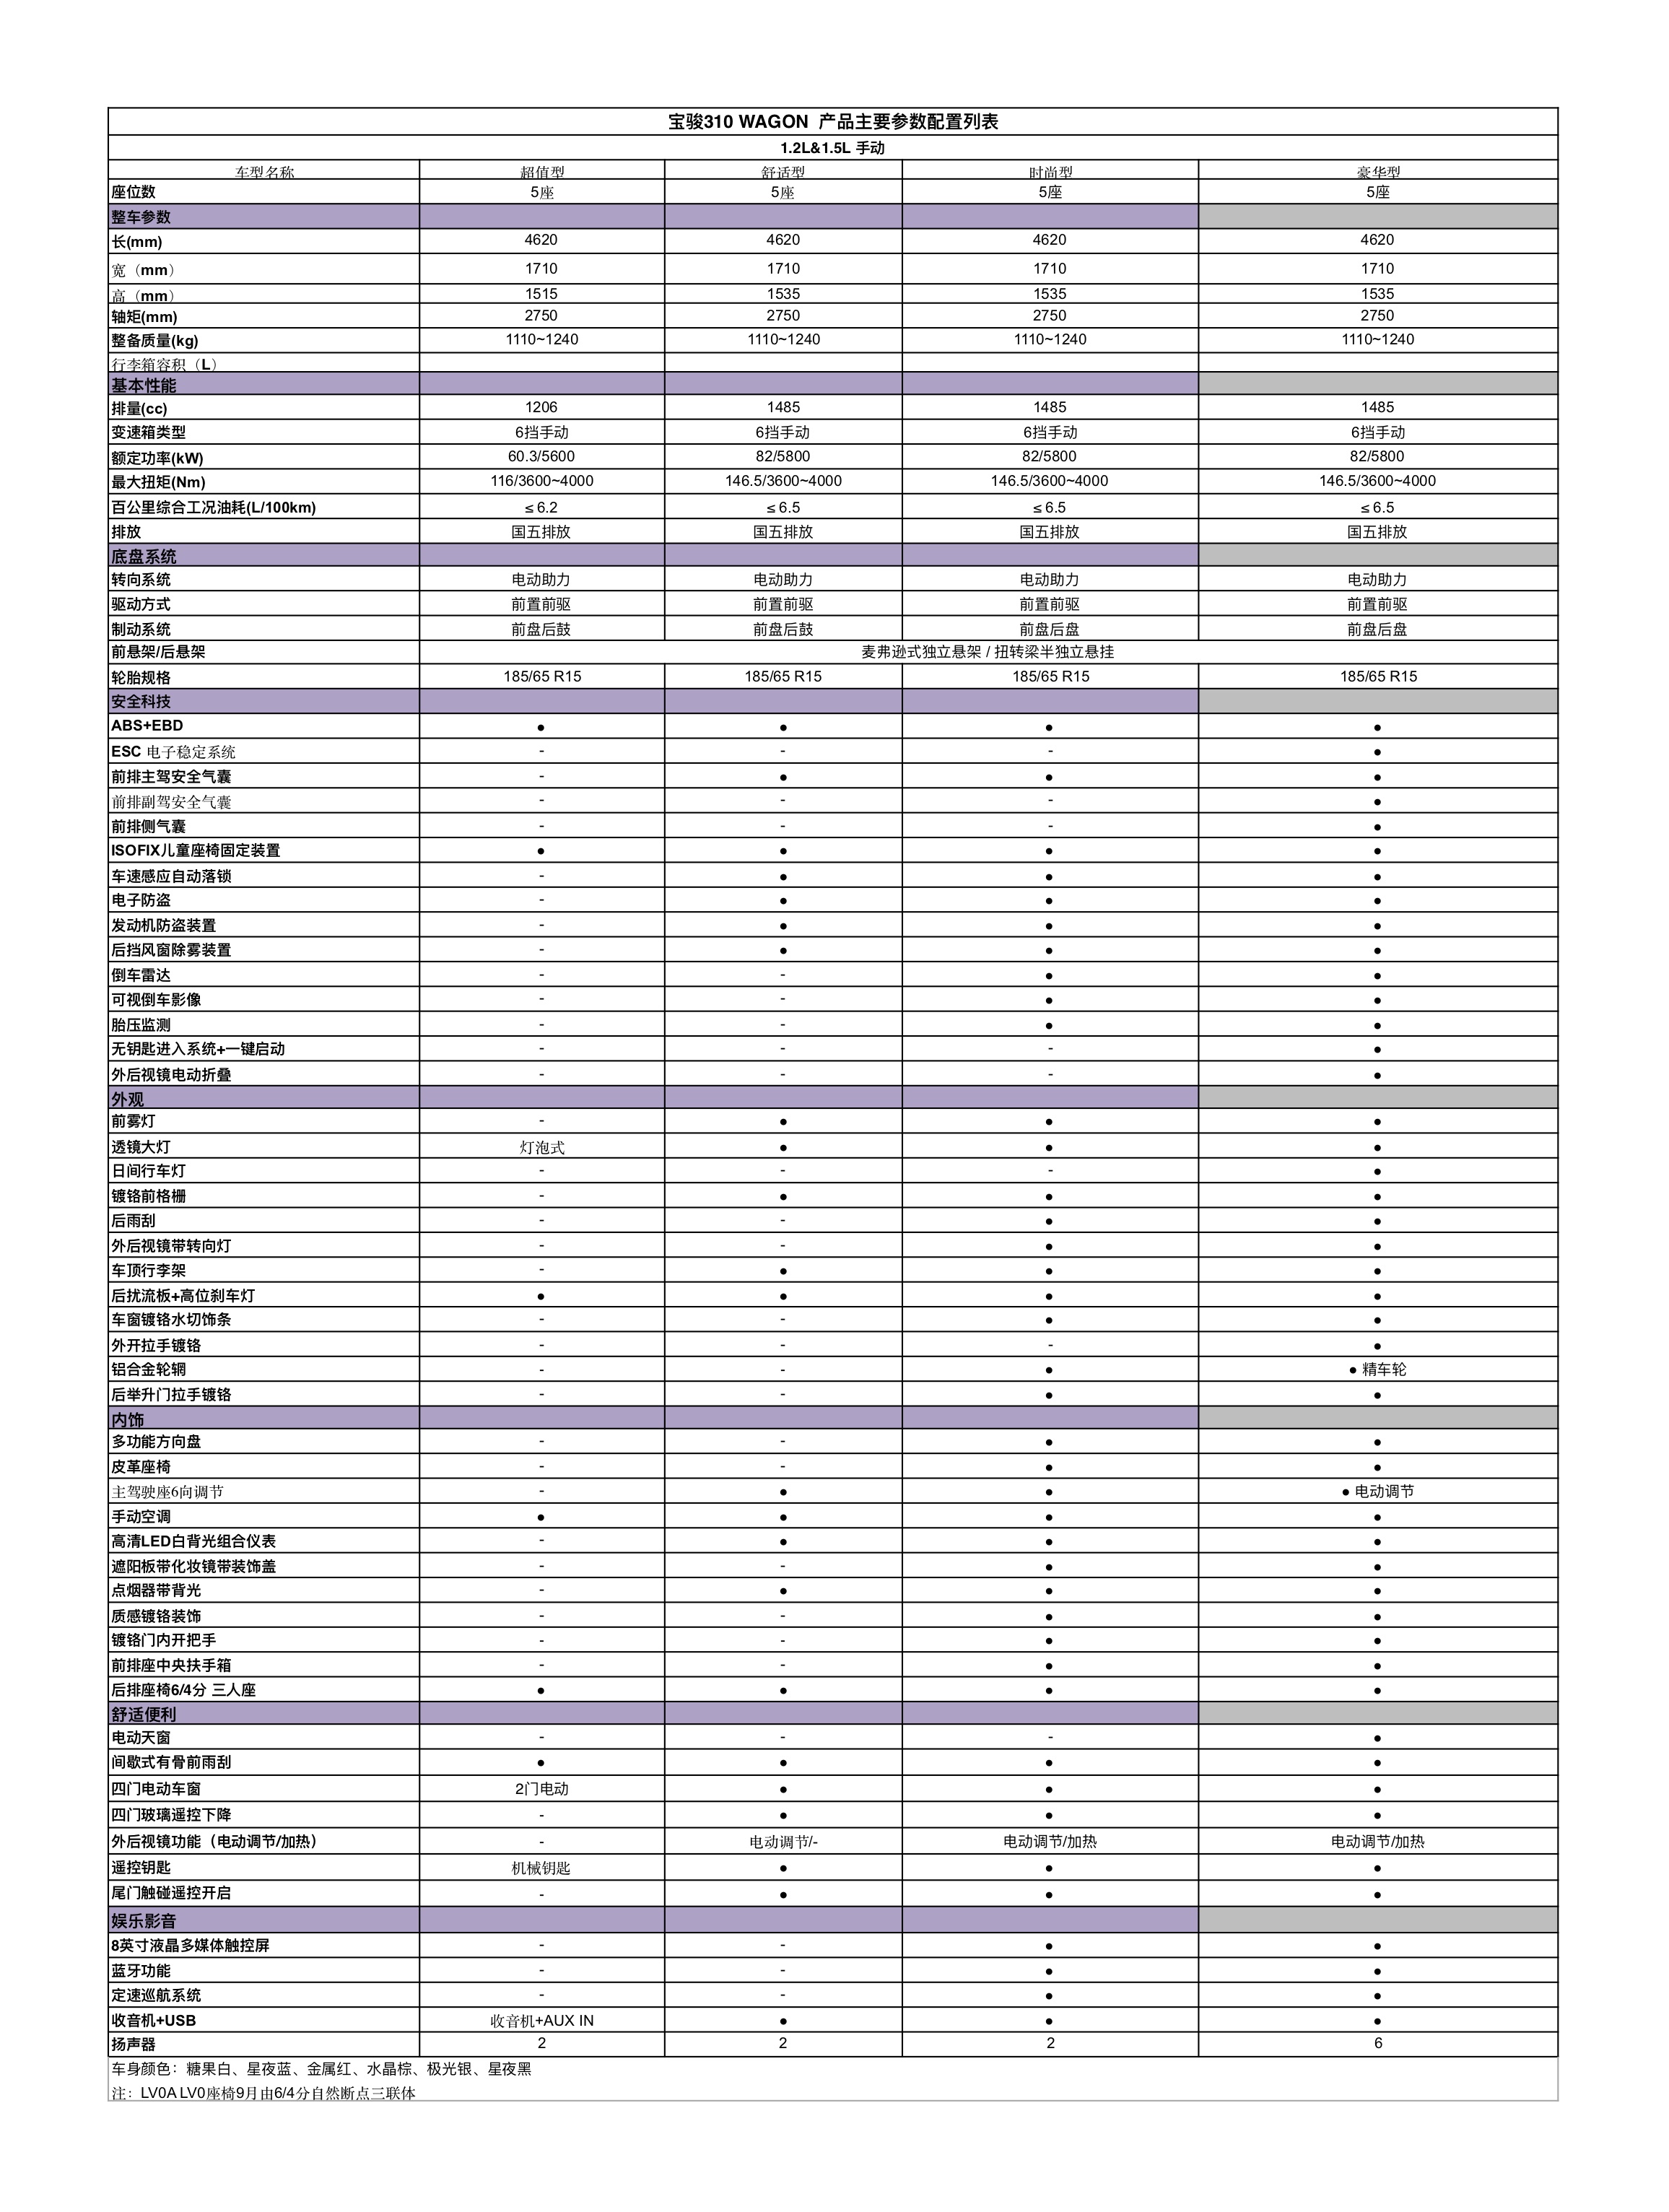 宝骏310 WAGON 产品主要参数配置列表
1.2L&1.5L 手动
车型名称 超值型 舒适型 时尚型 豪华型
座位数 5座 5座 5座 5座
整车参数
长(mm) 4620 4620 4620 4620
宽（mm） 1710 1710 1710 1710
高（mm） 1515 1535 1535 1535
轴距(mm) 2750 2750 2750 2750
整备质量(kg) 1110~1240 1110~1240 1110~1240 1110~1240
行李箱容积（L）
基本性能
排量(cc) 1206 1485 1485 1485
变速箱类型 6挡手动 6挡手动 6挡手动 6挡手动
额定功率(kW) 60.3/5600 82/5800 82/5800 82/5800
最大扭矩(Nm) 116/3600~4000 146.5/3600~4000 146.5/3600~4000 146.5/3600~4000
百公里综合工况油耗(L/100km) ≤ 6.2 ≤ 6.5 ≤ 6.5 ≤ 6.5
排放 国五排放 国五排放 国五排放 国五排放
底盘系统
转向系统 电动助力 电动助力 电动助力 电动助力
驱动方式 前置前驱 前置前驱 前置前驱 前置前驱
制动系统 前盘后鼓 前盘后鼓 前盘后盘 前盘后盘
前悬架/后悬架 麦弗逊式独立悬架 / 扭转梁半独立悬挂
轮胎规格 185/65 R15 185/65 R15 185/65 R15 185/65 R15
安全科技
ABS+EBD ● ● ● ●
ESC 电子稳定系统 - - - ●
前排主驾安全气囊 - ● ● ●
前排副驾安全气囊 - - - ●
前排侧气囊 - - - ●
ISOFIX儿童座椅固定装置 ● ● ● ●
车速感应自动落锁 - ● ● ●
电子防盗 - ● ● ●
发动机防盗装置 - ● ● ●
后挡风窗除雾装置 - ● ● ●
倒车雷达 - - ● ●
可视倒车影像 - - ● ●
胎压监测 - - ● ●
无钥匙进入系统+一键启动 - - - ●
外后视镜电动折叠 - - - ●
外观
前雾灯 - ● ● ●
透镜大灯 灯泡式 ● ● ●
日间行车灯 - - - ●
镀铬前格栅 - ● ● ●
后雨刮 - - ● ●
外后视镜带转向灯 - - ● ●
车顶行李架 - ● ● ●
后扰流板+高位刹车灯 ● ● ● ●
车窗镀铬水切饰条 - - ● ●
外开拉手镀铬 - - - ●
铝合金轮辋 - - ● ● 精车轮
后举升门拉手镀铬 - - ● ●
内饰
多功能方向盘 - - ● ●
皮革座椅 - - ● ●
主驾驶座6向调节 - ● ● ● 电动调节
手动空调 ● ● ● ●
高清LED白背光组合仪表 - ● ● ●
遮阳板带化妆镜带装饰盖 - - ● ●
点烟器带背光 - ● ● ●
质感镀铬装饰 - - ● ●
镀铬门内开把手 - - ● ●
前排座中央扶手箱 - - ● ●
后排座椅6/4分 三人座 ● ● ● ●
舒适便利
电动天窗 - - - ●
间歇式有骨前雨刮 ● ● ● ●
四门电动车窗 2门电动 ● ● ●
四门玻璃遥控下降 - ● ● ●
外后视镜功能（电动调节/加热） - 电动调节/- 电动调节/加热 电动调节/加热
遥控钥匙 机械钥匙 ● ● ●
尾门触碰遥控开启 - ● ● ●
娱乐影音
8英寸液晶多媒体触控屏 - - ● ●
蓝牙功能 - - ● ●
定速巡航系统 - - ● ●
收音机+USB 收音机+AUX IN ● ● ●
扬声器 2 2 2 6
车身颜色：糖果白、星夜蓝、金属红、水晶棕、极光银、星夜黑
注：LV0A LV0座椅9月由6/4分自然断点三联体